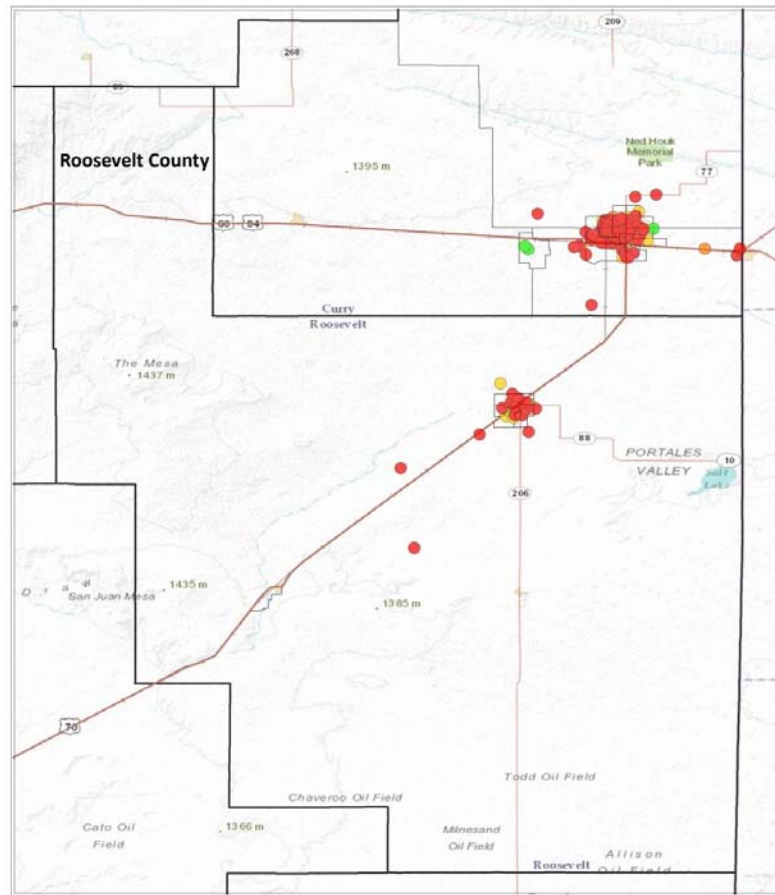 209
268
89
Ned Houk
Memorial
Park
Roosevelt County
1395 m
77
60
84
Curry
Roosevelt
The Mesa
1437 m
88
PORTALES
VALLEY
10
Salt
Lake
206
1435 m
San Juan Mesa
1385 m
70
Todd Oil Field
Chaveroo Oil Field
Cato Oil
Field
1366 m
Milnesand
Oil Field
Allison
Oil Field
Roosevelt